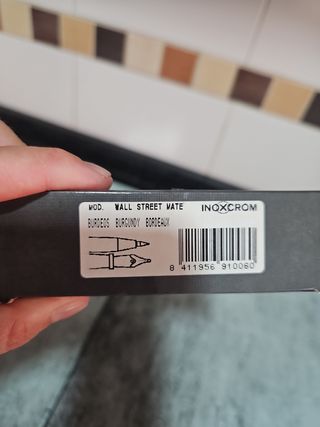 MOD. WALL STREET MATE INOXCROM
BURDEOS BURGUNDY BORDEAUX
8 411956 910060